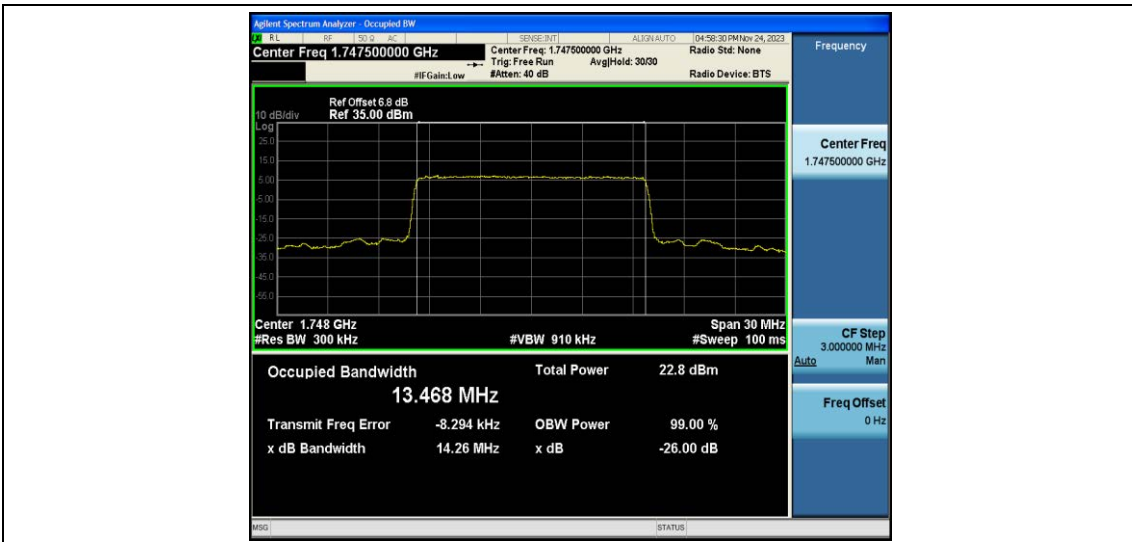 Agilent Spectrum Analyzer - Occupied BW
LXI RL RF 50 Ω AC SENSE:INT ALIGN AUTO 04:58:30 PM Nov 24, 2023
Center Freq 1.747500000 GHz
Center Freq: 1.747500000 GHz
Radio Std: None
Trig: Free Run Avg|Hold: 30/30
#IFGain:Low #Atten: 40 dB Radio Device: BTS
Ref Offset 6.8 dB
10 dB/div Ref 35.00 dBm
Log
25.0
15.0
5.00
-5.00
-15.0
-25.0
-35.0
-45.0
-55.0
Center 1.748 GHz Span 30 MHz
#Res BW 300 kHz #VBW 910 kHz #Sweep 100 ms
Occupied Bandwidth Total Power 22.8 dBm
13.468 MHz
Transmit Freq Error -8.294 kHz OBW Power 99.00 %
x dB Bandwidth 14.26 MHz x dB -26.00 dB
MSG STATUS
Frequency
Center Freq
1.747500000 GHz
CF Step
3.000000 MHz
Auto Man
Freq Offset
0 Hz